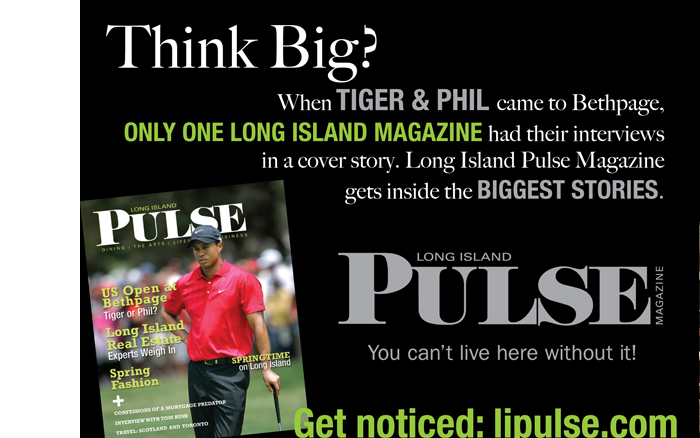 Think Big?
When TIGER & PHIL came to Bethpage,
ONLY ONE LONG ISLAND MAGAZINE had their interviews
in a cover story. Long Island Pulse Magazine
gets inside the BIGGEST STORIES.
LONG ISLAND
PULSE
DINING / THE ARTS /
US Open at
Bethpage
Tiger or Phil?
Long Island
Real Estate
Experts Weigh In
Spring
Fashion
+
CONFESSIONS OF A MORTGAGE PREDATOR
INTERVIEW WITH TOM RUSH
TRAVEL: SCOTLAND AND TORONTO
SPRINGTIME
on Long Island
LONG ISLAND
PULSE
MAGAZINE
You can't live here without it!
Get noticed: lipulse.com